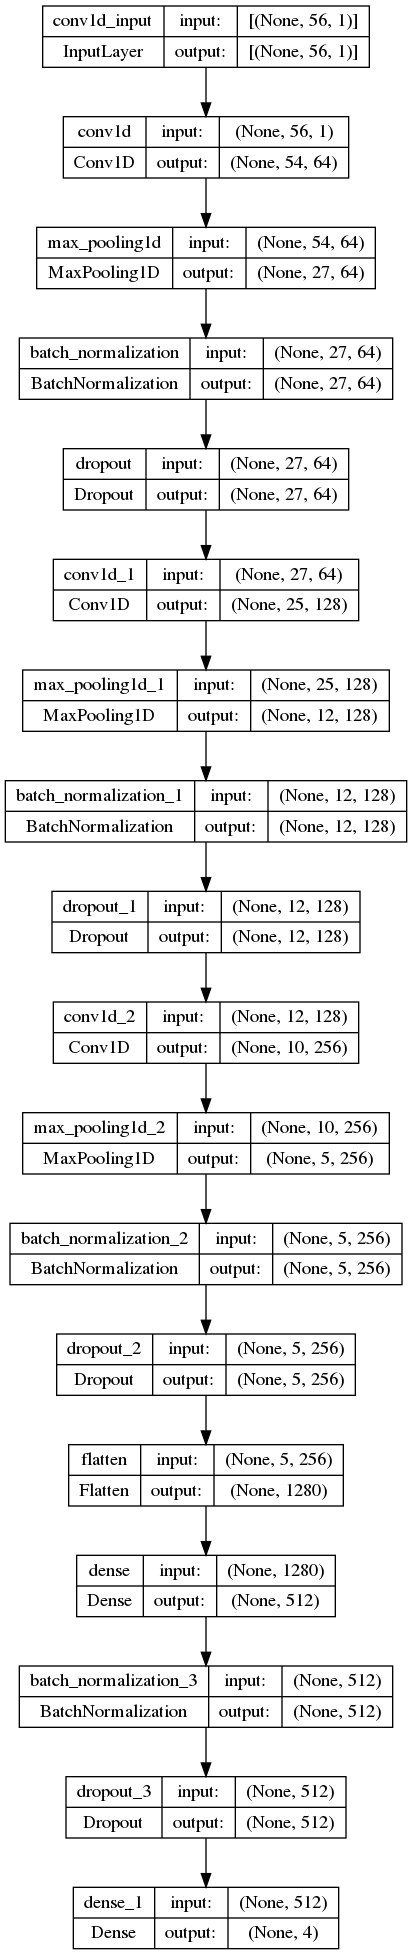 conv1d_input input: [(None, 56, 1)]
InputLayer output: [(None, 56, 1)]
conv1d input: (None, 56, 1)
Conv1D output: (None, 54, 64)
max_pooling1d input: (None, 54, 64)
MaxPooling1D output: (None, 27, 64)
batch_normalization input: (None, 27, 64)
BatchNormalization output: (None, 27, 64)
dropout input: (None, 27, 64)
Dropout output: (None, 27, 64)
conv1d_1 input: (None, 27, 64)
Conv1D output: (None, 25, 128)
max_pooling1d_1 input: (None, 25, 128)
MaxPooling1D output: (None, 12, 128)
batch_normalization_1 input: (None, 12, 128)
BatchNormalization output: (None, 12, 128)
dropout_1 input: (None, 12, 128)
Dropout output: (None, 12, 128)
conv1d_2 input: (None, 12, 128)
Conv1D output: (None, 10, 256)
max_pooling1d_2 input: (None, 10, 256)
MaxPooling1D output: (None, 5, 256)
batch_normalization_2 input: (None, 5, 256)
BatchNormalization output: (None, 5, 256)
dropout_2 input: (None, 5, 256)
Dropout output: (None, 5, 256)
flatten input: (None, 5, 256)
Flatten output: (None, 1280)
dense input: (None, 1280)
Dense output: (None, 512)
batch_normalization_3 input: (None, 512)
BatchNormalization output: (None, 512)
dropout_3 input: (None, 512)
Dropout output: (None, 512)
dense_1 input: (None, 512)
Dense output: (None, 4)